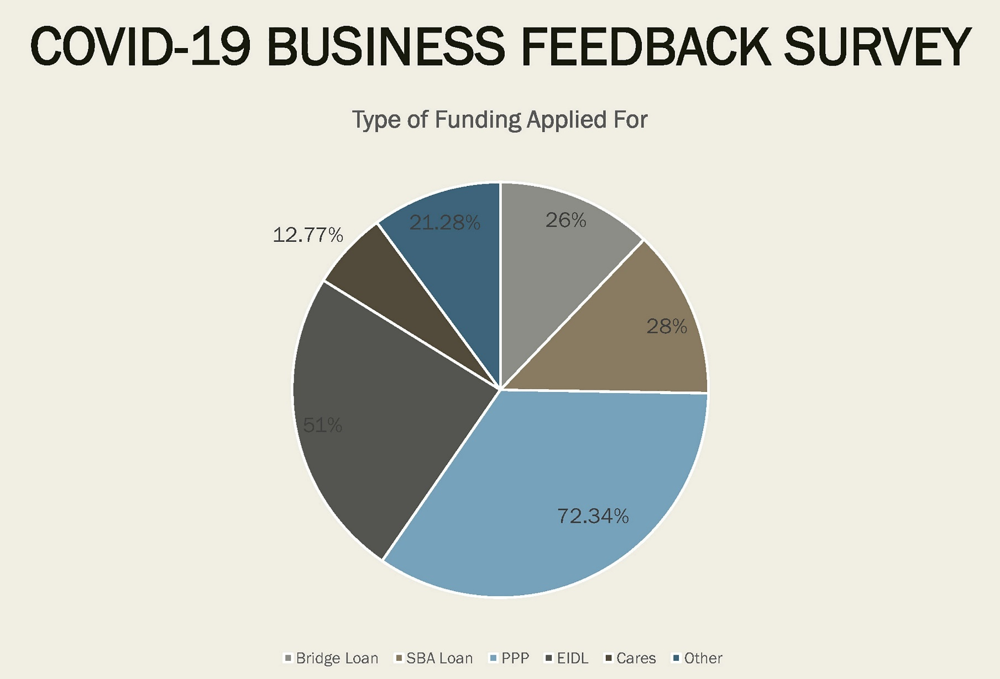 COVID-19 BUSINESS FEEDBACK SURVEY
Type of Funding Applied For
21.28%
26%
12.77%
28%
51%
72.34%
Bridge Loan SBA Loan PPP EIDL Cares Other